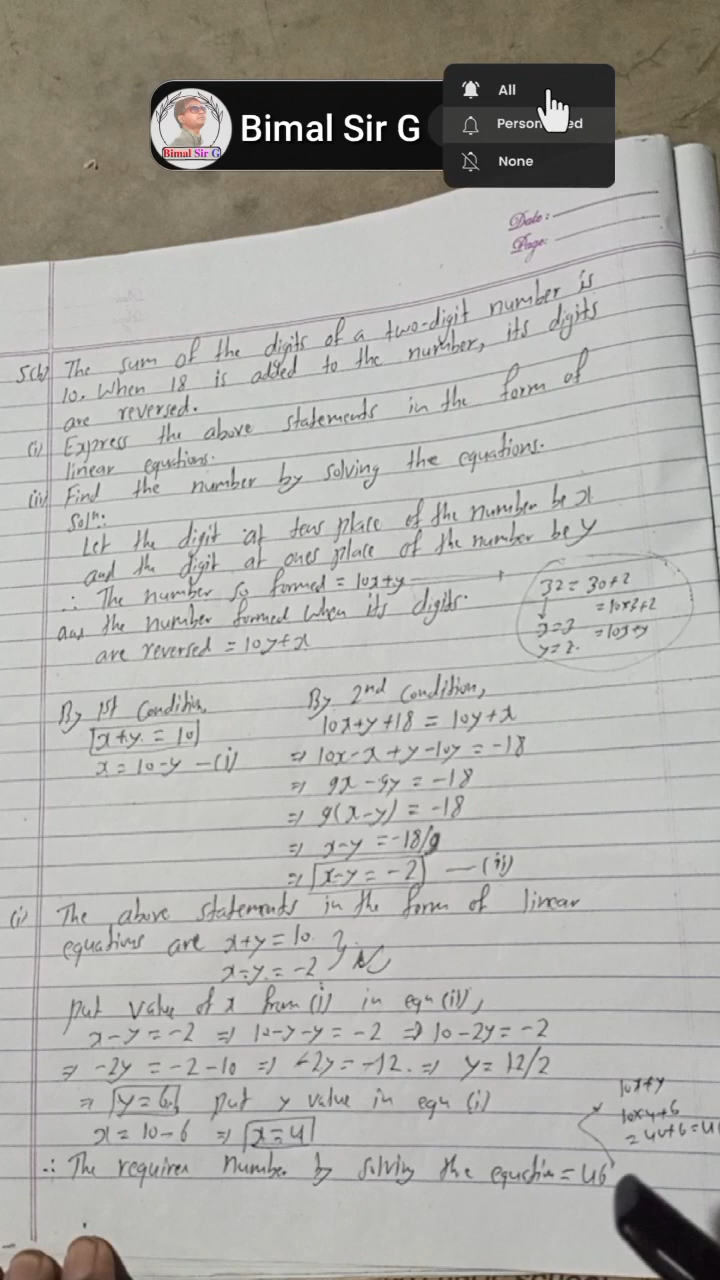 All
Bimal Sir G
Bimal Sir G
None
Date:
Page:
5(b) The sum of the digits of a two-digit number is
10. When 18 is added to the number, its digits
are reversed.
(i) Express the above statements in the form of
linear equations.
(ii) Find the number by solving the equations.
Soln:
Let the digit at tens place of the number be x
and the digit at ones place of the number be y
∴ The number so formed = 10x+y
and the number formed when its digits
are reversed = 10y+x
32 = 30+2
= 10×3+2
x=3 = 10x+y
y=2.
By 1st Condition,
x+y = 10
x = 10-y - (i)
By 2nd Condition,
10x+y+18 = 10y+x
⇒ 10x-x+y-10y = -18
⇒ 9x-9y = -18
⇒ 9(x-y) = -18
⇒ x-y = -18/9
⇒ x-y = -2 — (ii)
(i) The above statements in the form of linear
equations are x+y = 10.
x-y = -2
put value of x from (i) in eqn (ii),
x-y = -2 ⇒ 10-y-y = -2 ⇒ 10-2y = -2
⇒ -2y = -2-10 ⇒ -2y = -12. ⇒ y = 12/2
⇒ y = 6 put y value in eqn (i)
x = 10-6 ⇒ x=4
10x+y
10×4+6
= 40+6=4
∴ The required number by solving the equation = 46